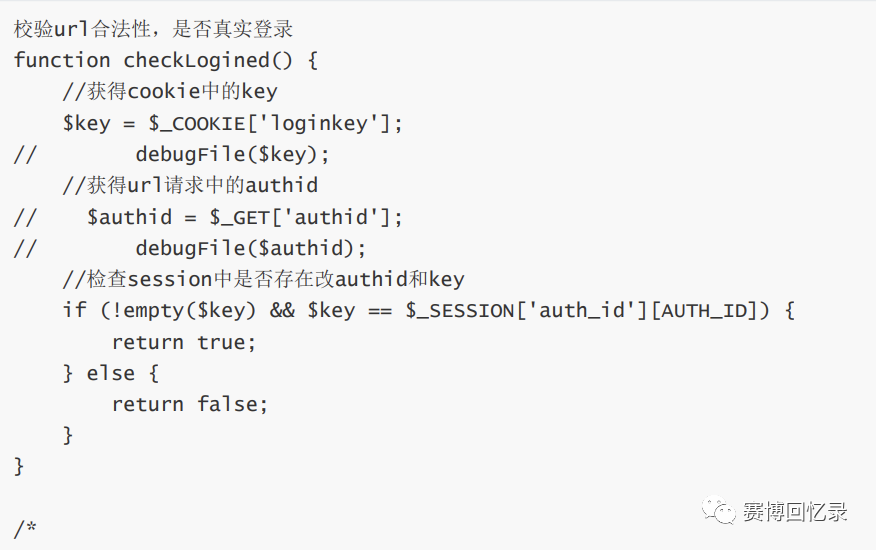 校验url合法性，是否真实登录
function checkLogined() {
    //获得cookie中的key
    $key = $_COOKIE['loginkey'];
//        debugFile($key);
    //获得url请求中的authid
//    $authid = $_GET['authid'];
//        debugFile($authid);
    //检查session中是否存在改authid和key
    if (!empty($key) && $key == $_SESSION['auth_id'][AUTH_ID]) {
        return true;
    } else {
        return false;
    }
}
/*
赛博回忆录